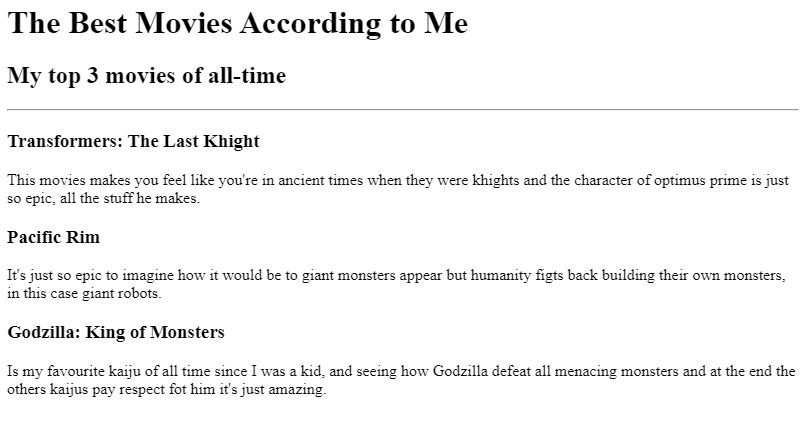 The Best Movies According to Me
My top 3 movies of all-time
Transformers: The Last Khight
This movies makes you feel like you're in ancient times when they were khights and the character of optimus prime is just
so epic, all the stuff he makes.
Pacific Rim
It's just so epic to imagine how it would be to giant monsters appear but humanity figts back building their own monsters,
in this case giant robots.
Godzilla: King of Monsters
Is my favourite kaiju of all time since I was a kid, and seeing how Godzilla defeat all menacing monsters and at the end the
others kaijus pay respect fot him it's just amazing.